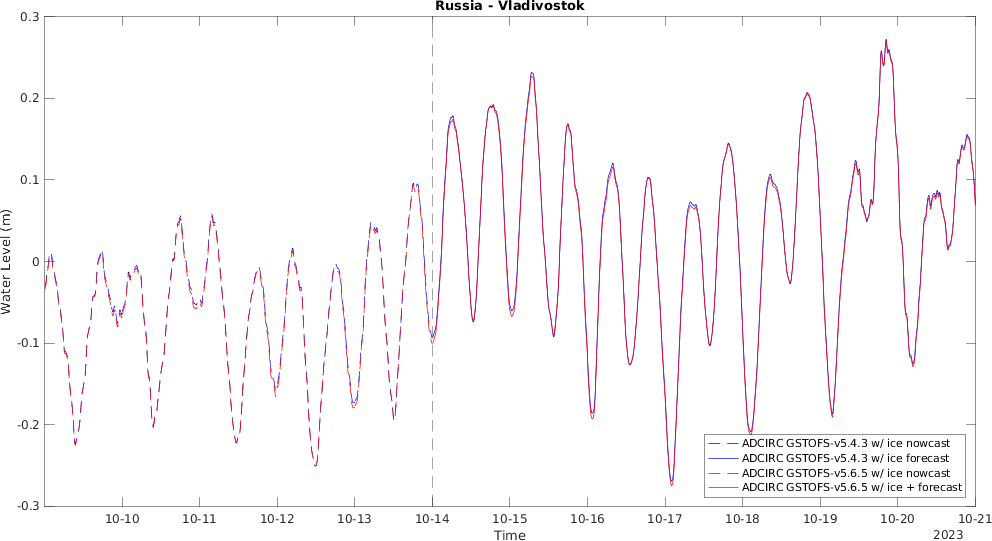 Russia - Vladivostok
Water Level (m)
0.3
0.2
0.1
0
-0.1
-0.2
-0.3
ADCIRC GSTOFS-v5.4.3 w/ ice nowcast
ADCIRC GSTOFS-v5.4.3 w/ ice forecast
ADCIRC GSTOFS-v5.6.5 w/ ice nowcast
ADCIRC GSTOFS-v5.6.5 w/ ice + forecast
10-10 10-11 10-12 10-13 10-14 10-15 10-16 10-17 10-18 10-19 10-20 10-21
Time
2023